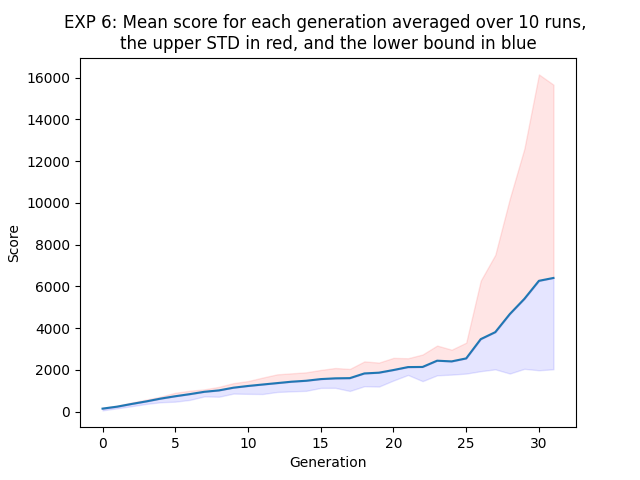 EXP 6: Mean score for each generation averaged over 10 runs,
the upper STD in red, and the lower bound in blue
16000
14000
12000
10000
8000
6000
4000
2000
0
Score
0 5 10 15 20 25 30
Generation